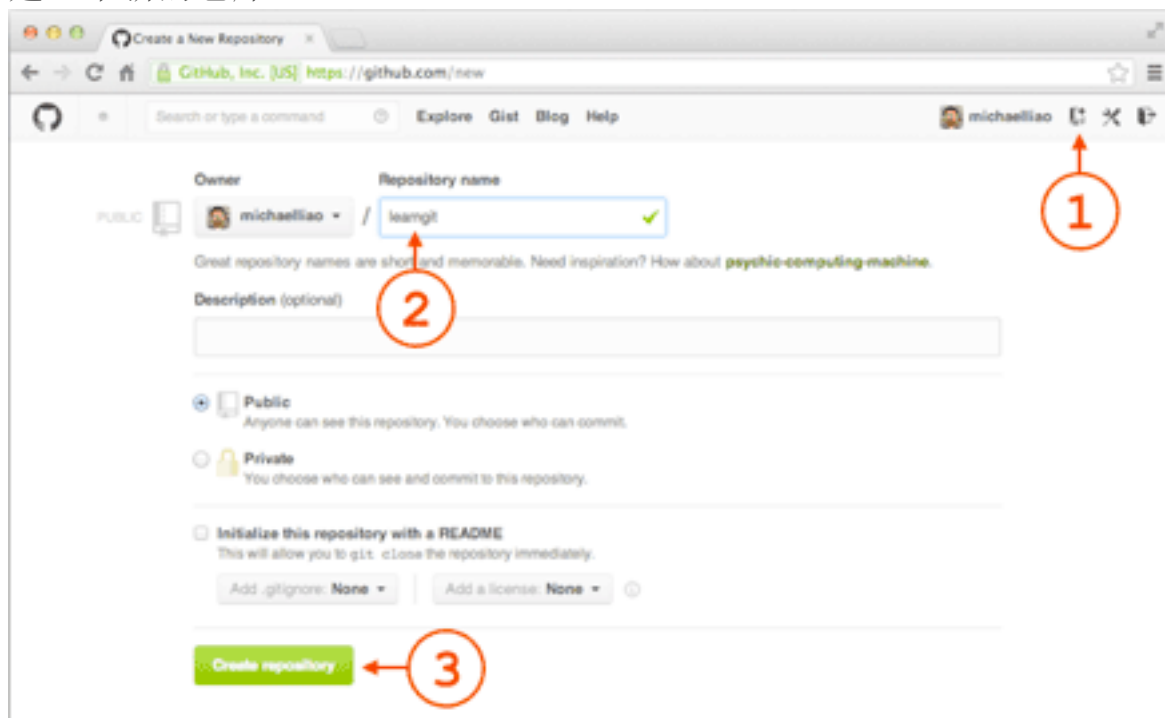 Create a New Repository
GitHub, Inc. [US] https://github.com/new
Search or type a command Explore Gist Blog Help michaelliao
1
Owner Repository name
PUBLIC michaelliao / learngit
Great repository names are short and memorable. Need inspiration? How about psychic-computing-machine.
Description (optional)
2
Public
Anyone can see this repository. You choose who can commit.
Private
You choose who can see and commit to this repository.
Initialize this repository with a README
This will allow you to git clone the repository immediately.
Add .gitignore: None Add a license: None
Create repository
3